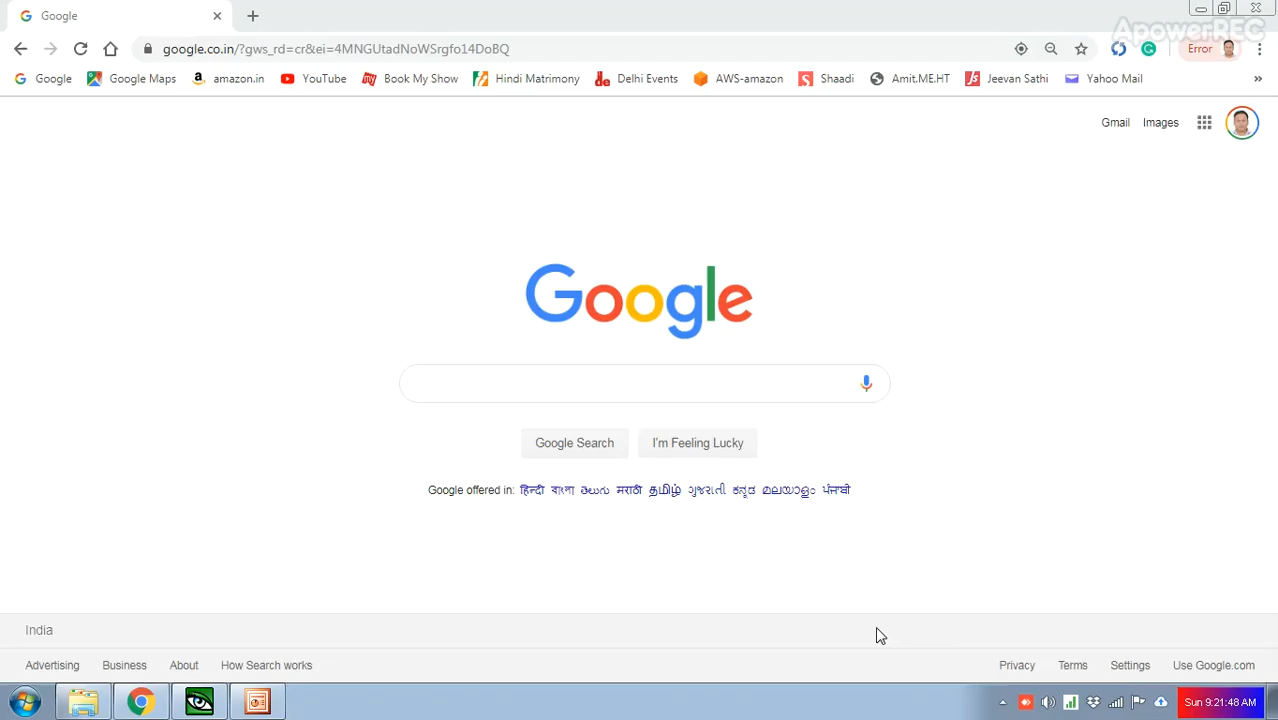 Google
ApowerREC
google.co.in/?gws_rd=cr&ei=4MNGUtadNoWSrgfo14DoBQ
Error
Google Google Maps amazon.in YouTube Book My Show Hindi Matrimony Delhi Events AWS-amazon Shaadi Amit.ME.HT Jeevan Sathi Yahoo Mail »
Gmail Images
Google
Google Search I'm Feeling Lucky
Google offered in: हिन्दी বাংলা తెలుగు मराठी தமிழ் ગુજરાતી ಕನ್ನಡ മലയാളം ਪੰਜਾਬੀ
India
Advertising Business About How Search works Privacy Terms Settings Use Google.com
Sun 9:21:48 AM